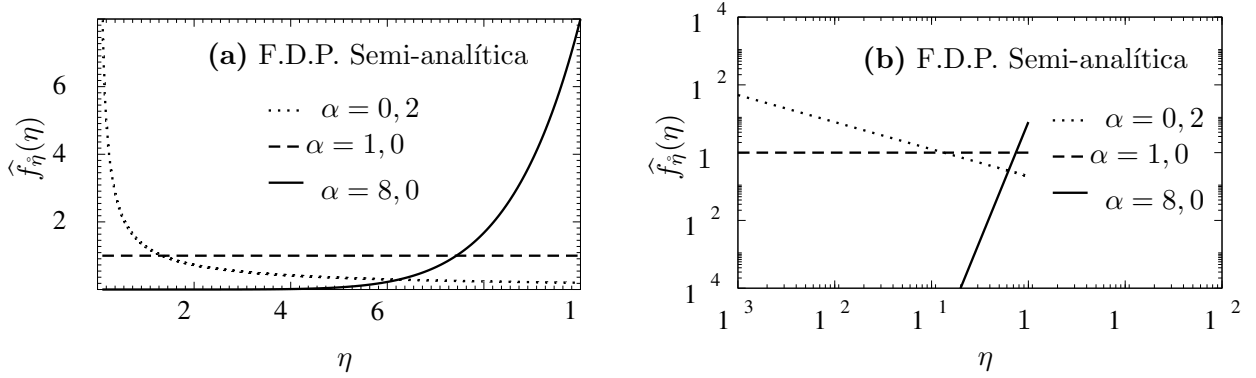 (a) F.D.P. Semi-analítica
α = 0, 2
α = 1, 0
α = 8, 0
6
4
2
2 4 6 1
η
f̂η̊(η)
(b) F.D.P. Semi-analítica
α = 0, 2
α = 1, 0
α = 8, 0
1 4
1 2
1
1 2
1 4
1 3 1 2 1 1 1 1 1 2
η
f̂η̊(η)